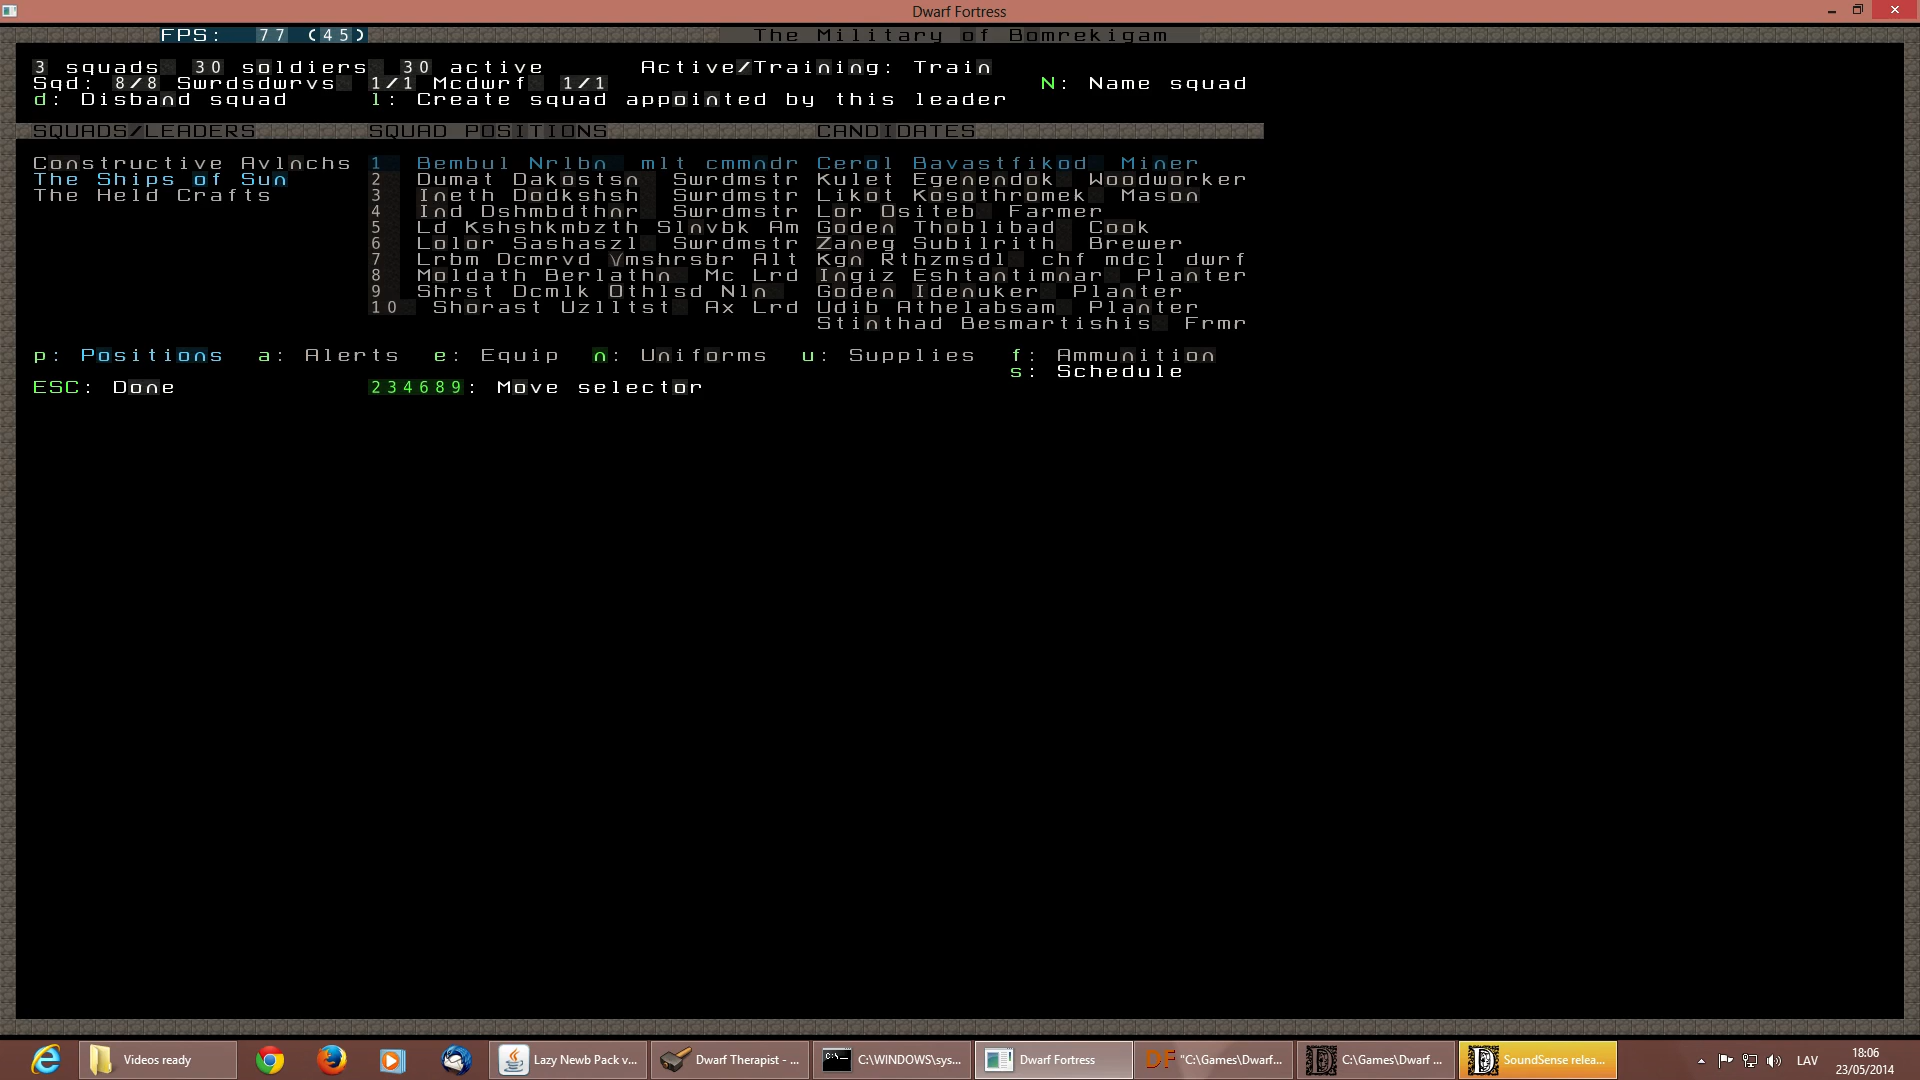 Dwarf Fortress
FPS: 77 (45)
The Military of Bomrekigam
3 squads 30 soldiers 30 active Active/Training: Train
Sqd: 8/8 Swrdsdwrvs 1/1 Mcdwrf 1/1 N: Name squad
d: Disband squad l: Create squad appointed by this leader
SQUADS/LEADERS SQUAD POSITIONS CANDIDATES
Constructive Avlnchs 1 Bembul Nrlbn mlt cmmndr Cerol Bavastfikod Miner
The Ships of Sun 2 Dumat Dakostsn Swrdmstr Kulet Egenendok Woodworker
The Held Crafts 3 Ineth Dodkshsh Swrdmstr Likot Kosothromek Mason
4 Ind Dshmbdthnr Swrdmstr Lor Ositeb Farmer
5 Ld Kshshkmbzth Slnvbk Am Goden Thoblibad Cook
6 Lolor Sashaszl Swrdmstr Zaneg Subilrith Brewer
7 Lrbm Dcmrvd Ymshrsbr Alt Kgn Rthzmsdl chf mdcl dwrf
8 Moldath Berlathn Mc Lrd Ingiz Eshtantimnar Planter
9 Shrst Dcmlk Othlsd Nln Goden Idenuker Planter
10 Shorast Uzlltst Ax Lrd Udib Athelabsam Planter
Stinthad Besmartishis Frmr
p: Positions a: Alerts e: Equip n: Uniforms u: Supplies f: Ammunition
s: Schedule
ESC: Done 234689: Move selector
Videos ready
Lazy Newb Pack v...
Dwarf Therapist - ...
C:\WINDOWS\sys...
Dwarf Fortress
DF "C:\Games\Dwarf...
C:\Games\Dwarf ...
SoundSense relea...
LAV
18:06
23/05/2014